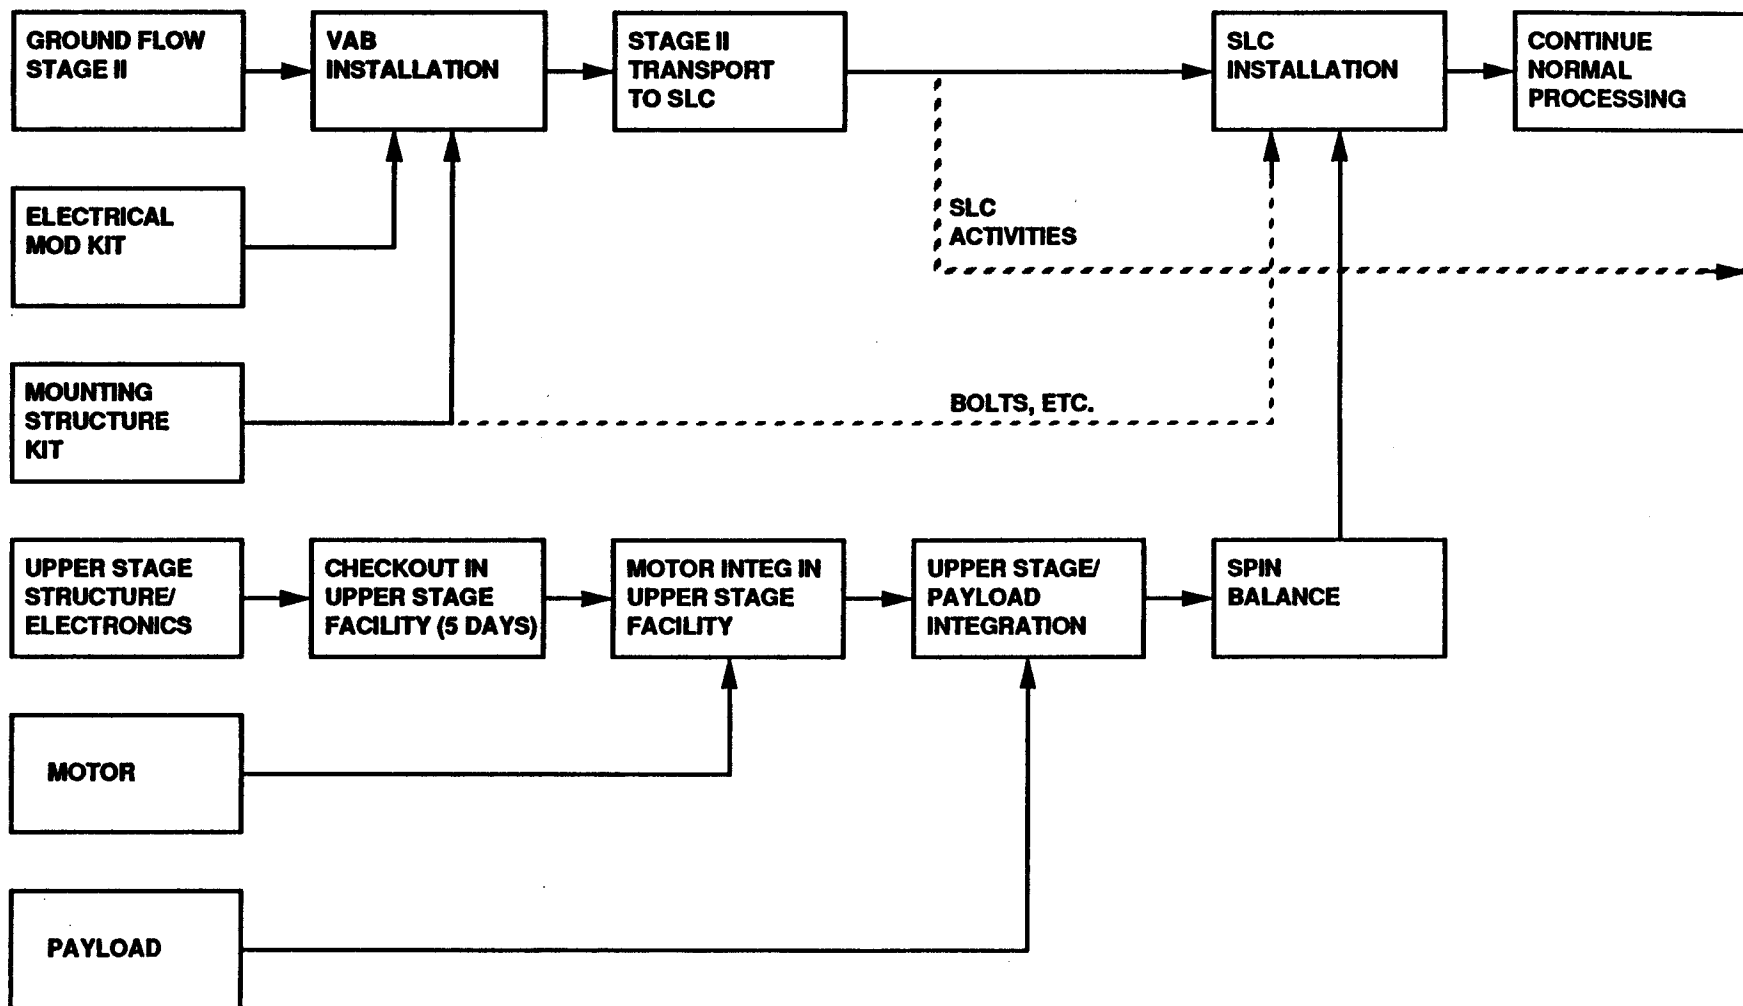 GROUND FLOW
STAGE II
VAB
INSTALLATION
STAGE II
TRANSPORT
TO SLC
SLC
INSTALLATION
CONTINUE
NORMAL
PROCESSING
ELECTRICAL
MOD KIT
SLC
ACTIVITIES
MOUNTING
STRUCTURE
KIT
BOLTS, ETC.
UPPER STAGE
STRUCTURE/
ELECTRONICS
CHECKOUT IN
UPPER STAGE
FACILITY (5 DAYS)
MOTOR INTEG IN
UPPER STAGE
FACILITY
UPPER STAGE/
PAYLOAD
INTEGRATION
SPIN
BALANCE
MOTOR
PAYLOAD